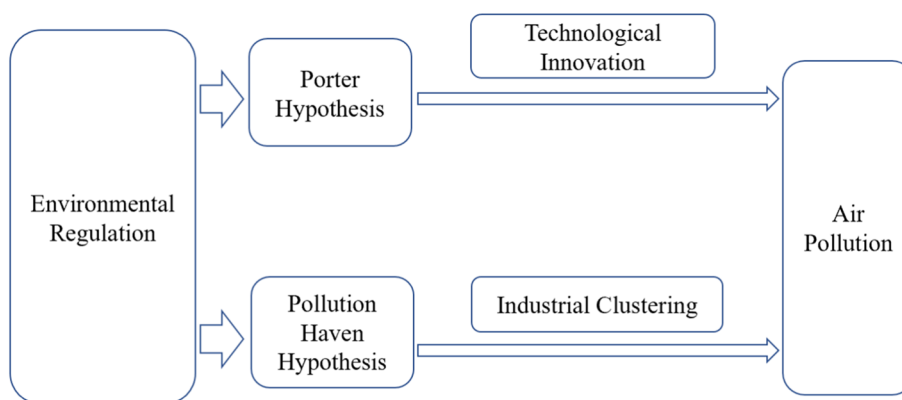 Environmental
Regulation
Porter
Hypothesis
Technological
Innovation
Pollution
Haven
Hypothesis
Industrial Clustering
Air
Pollution